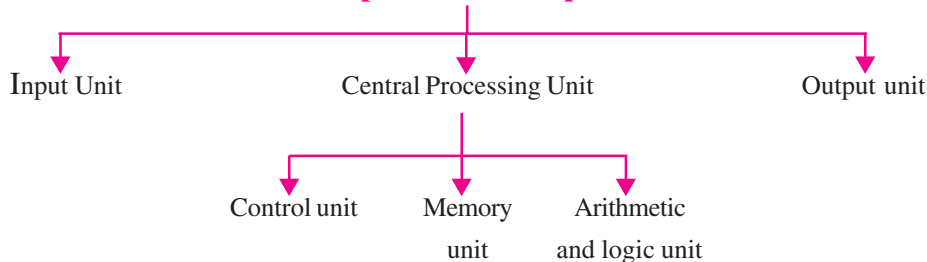 Input Unit Central Processing Unit Output unit
Control unit Memory unit Arithmetic and logic unit